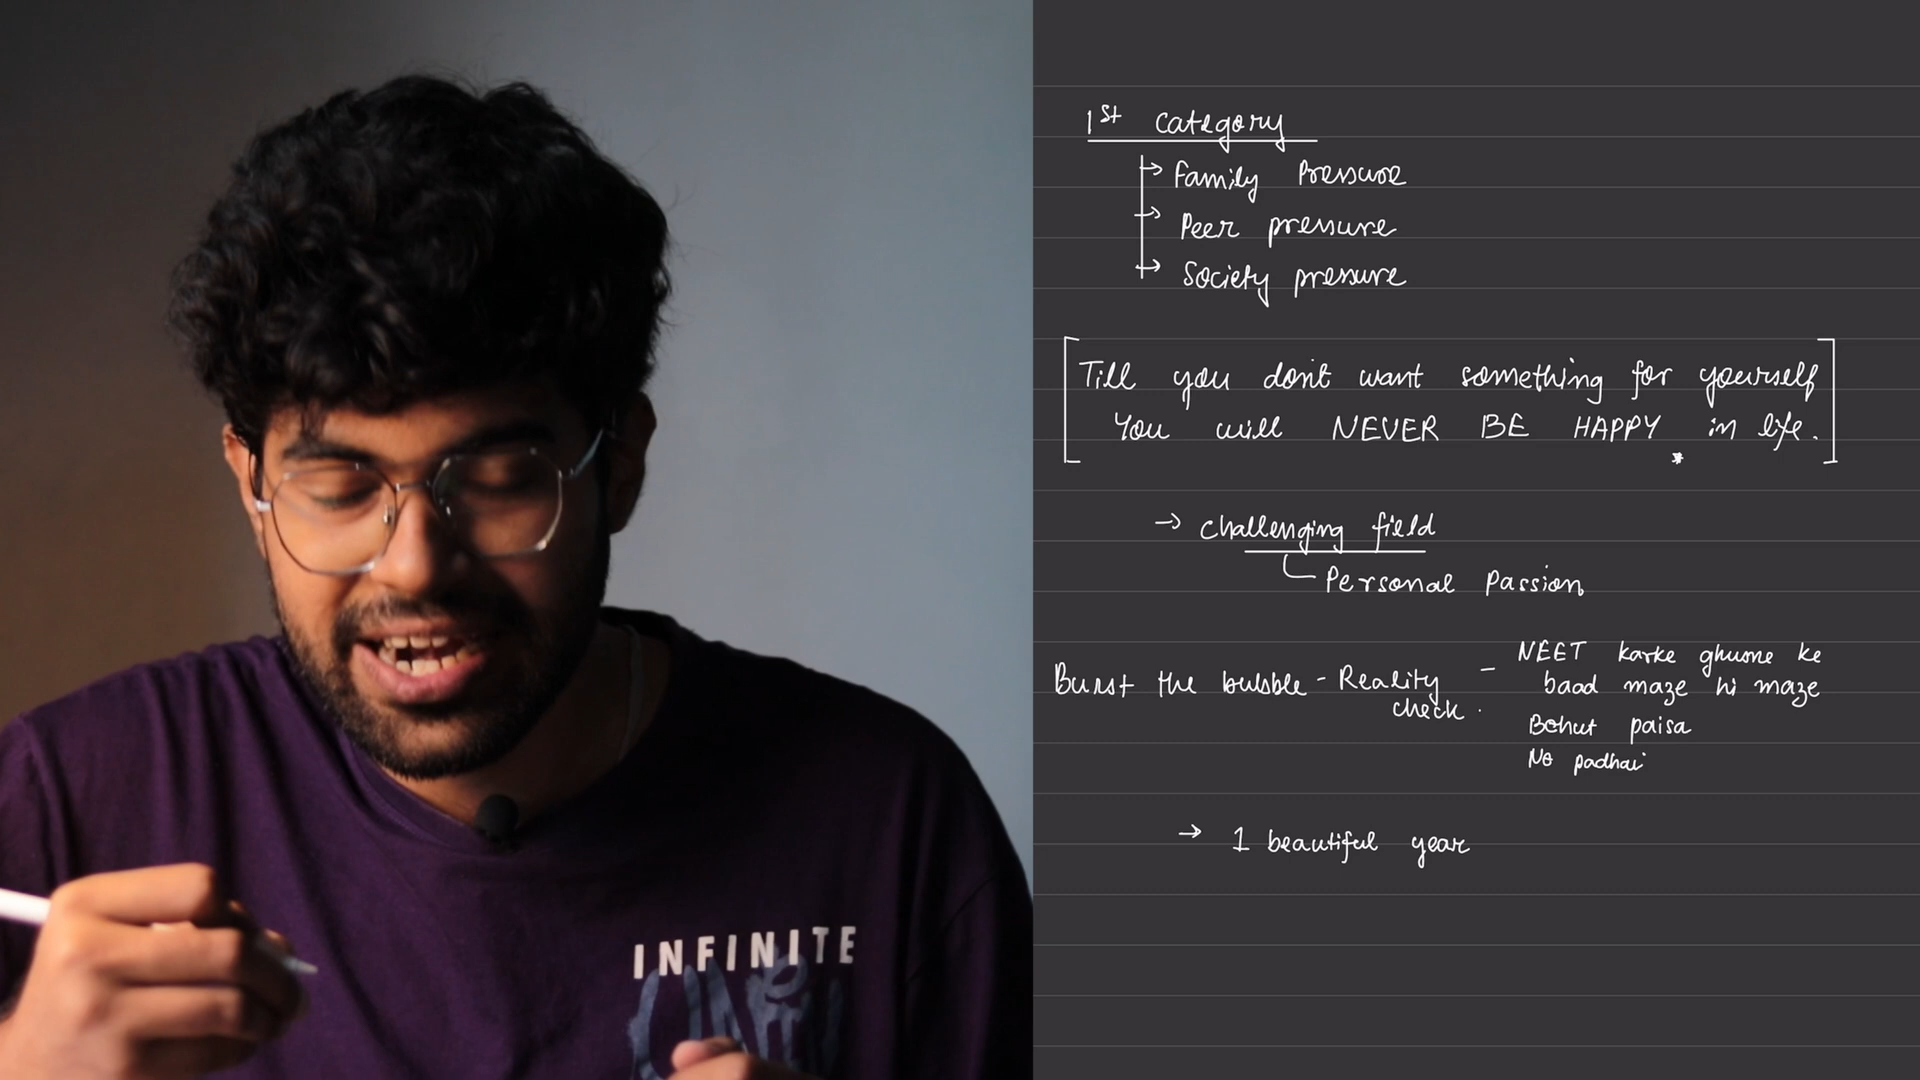 INFINITE
1st category
→ Family Pressure
→ Peer pressure
→ Society pressure
[Till you don't want something for yourself
You will NEVER BE HAPPY in life.]
→ challenging field
Personal Passion
Burst the bubble - Reality check. - NEET karke ghusne ke
baad maze hi maze
Bohut paisa
No padhai
→ 1 beautiful year